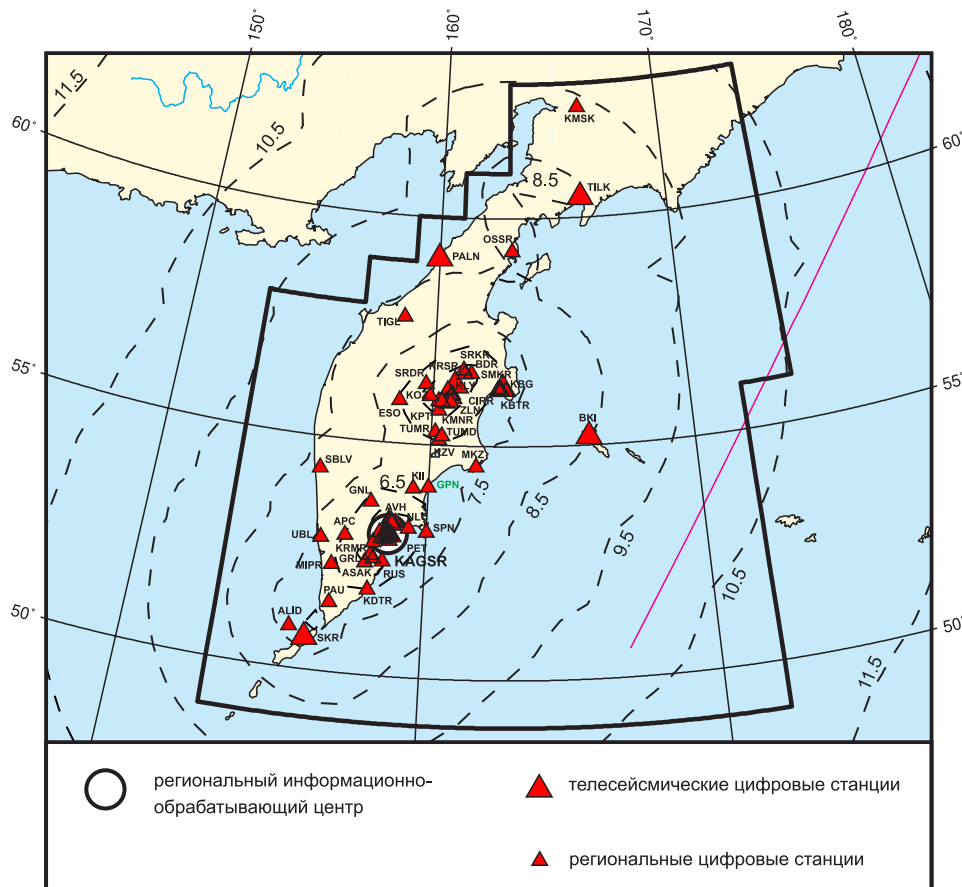 150°
160°
170°
180°
11.5
10.5
60°
60°
KMSK
8.5
TILK
OSSR
PALN
TIGL
55°
55°
SRKR
KRSR
BDR
SRDR
SMKR
KBG
KLY
KOZ
CIRR
KBTR
ESO
ZLN
KPT
KMNR
BKI
TUMR
TUMD
KZV
MKZ
SBLV
KII
6.5
7.5
GPN
GNL
8.5
AVH
NLC
APC
SPN
UBL
9.5
KRMR
PET
GRL
KAGSR
MIPR
ASAK
RUS
10.5
PAU
KDTR
50°
50°
ALID
SKR
11.5
региональный информационно-
обрабатывающий центр
телесейсмические цифровые станции
региональные цифровые станции